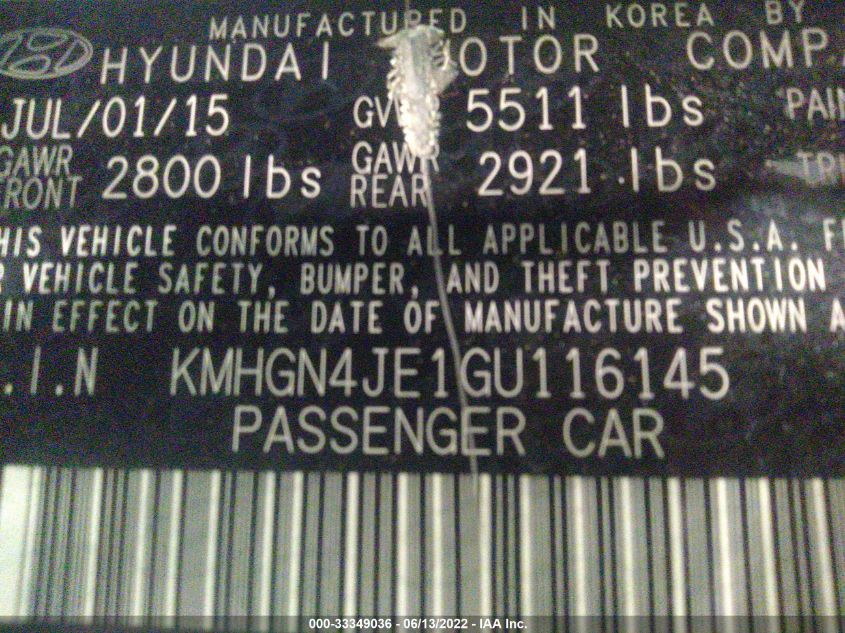 MANUFACTURED IN KOREA BY
HYUNDAI MOTOR COMPA
JUL/01/15 GV 5511 lbs PAIN
GAWR FRONT 2800 lbs GAWR REAR 2921 lbs TRI
HIS VEHICLE CONFORMS TO ALL APPLICABLE U.S.A. F
R VEHICLE SAFETY, BUMPER, AND THEFT PREVENTION
IN EFFECT ON THE DATE OF MANUFACTURE SHOWN A
.I.N KMHGN4JE1GU116145
PASSENGER CAR
000-33349036 - 06/13/2022 - IAA Inc.